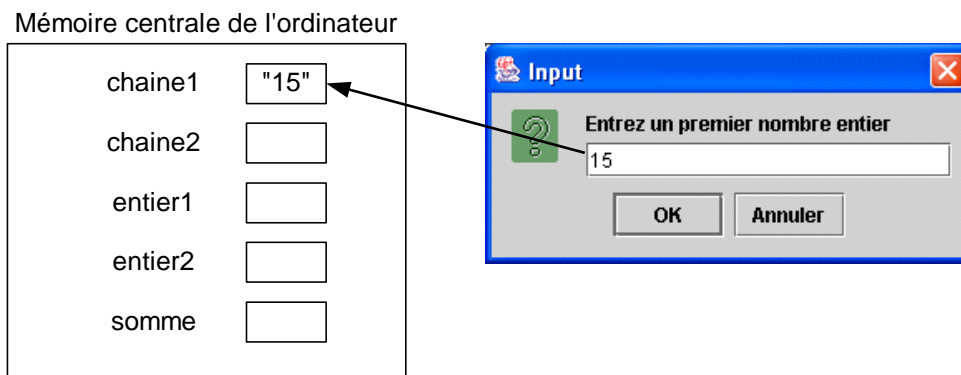 Mémoire centrale de l'ordinateur
chaine1 "15"
chaine2
entier1
entier2
somme
Input
Entrez un premier nombre entier
15
OK Annuler